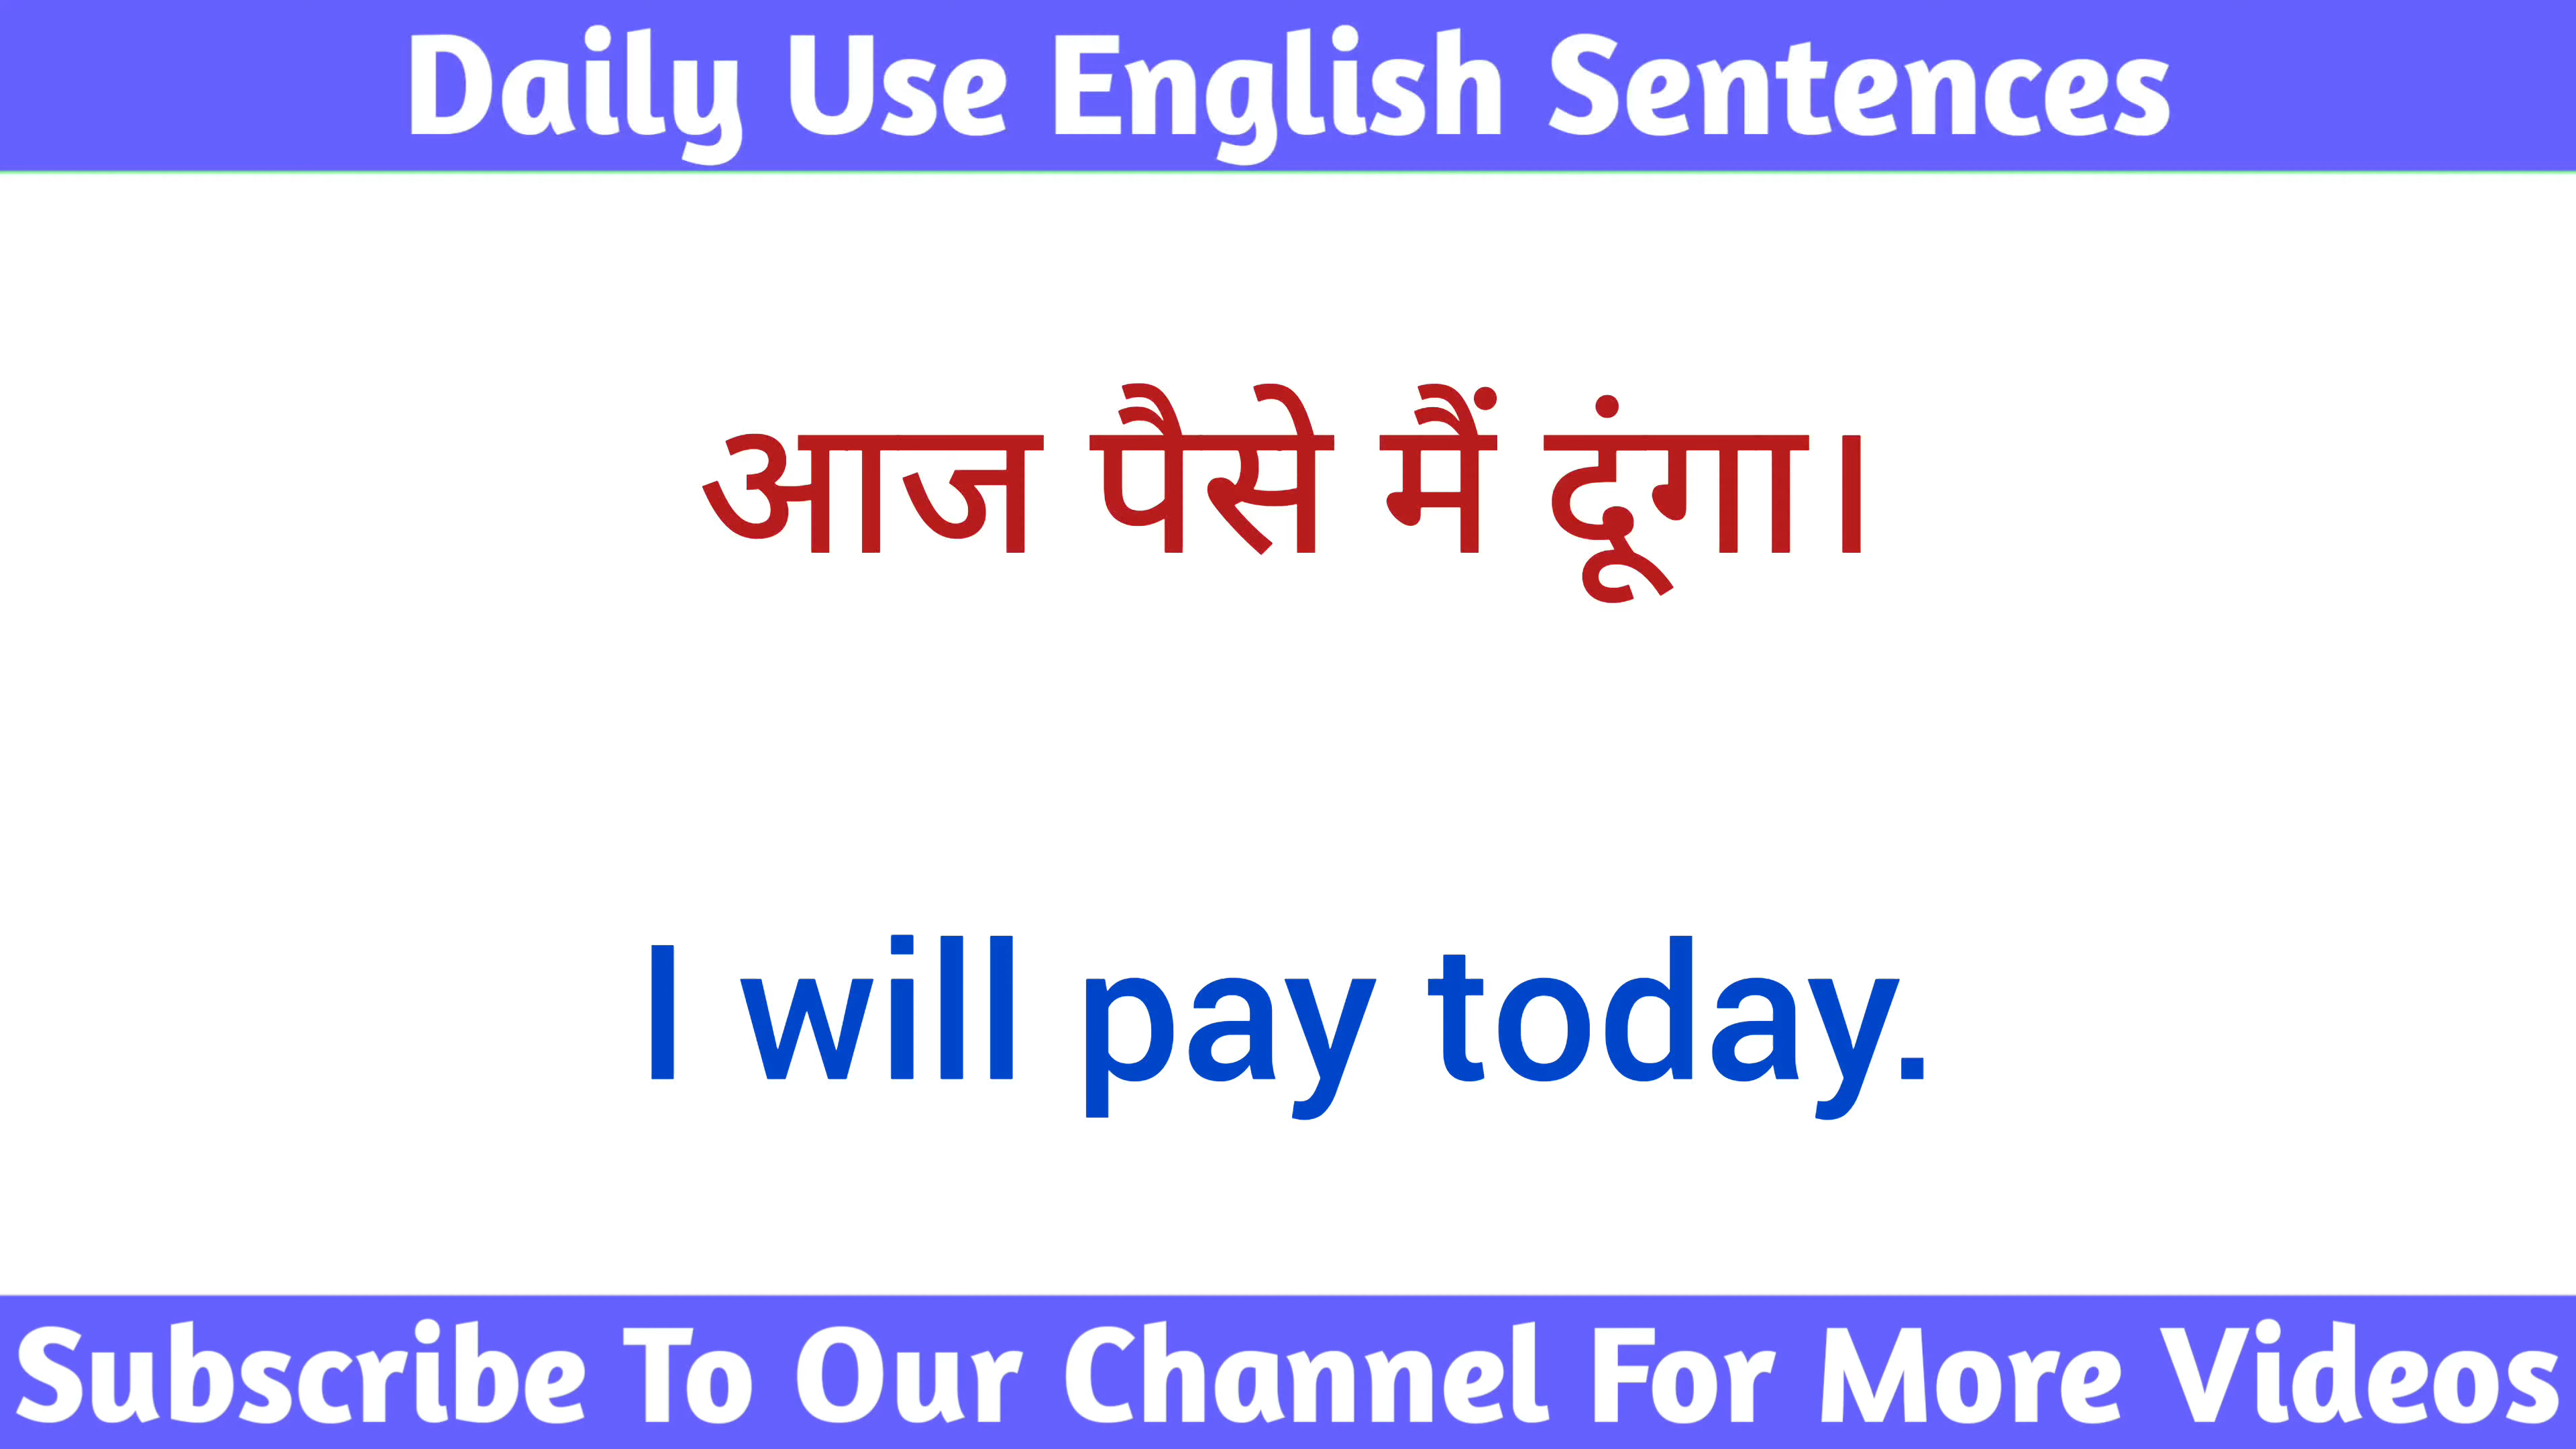 Daily Use English Sentences
आज पैसे मैं दूंगा।
I will pay today.
Subscribe To Our Channel For More Videos